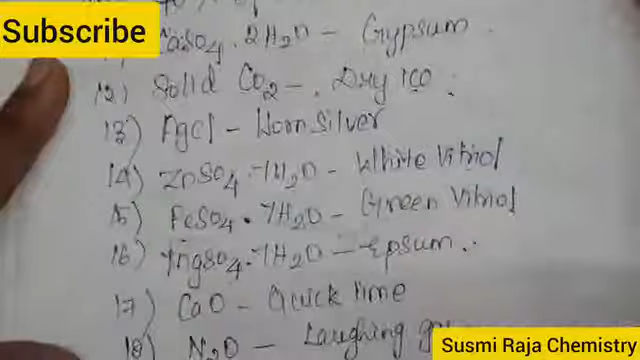 Subscribe
CaSO4 . 2H2O - Gypsum .
12) Solid CO2 - . Dry ICO .
13) AgCl - Horn Silver
14) ZnSO4 . 7H2O - White Vitriol
15) FeSO4 . 7H2O - Green Vitriol
16) MgSO4 . 7H2O - Epsum . .
17) CaO - Quick lime
18) N2O - Laughing
Susmi Raja Chemistry